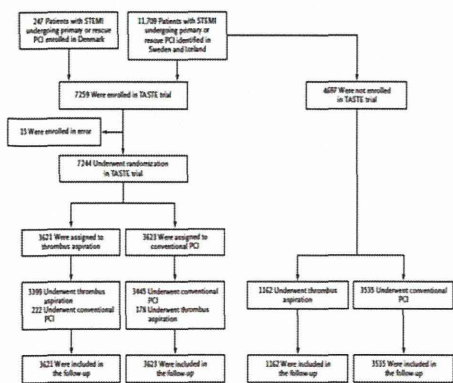 247 Patients with STEMI
undergoing primary or rescue
PCI enrolled in Denmark
11,709 Patients with STEMI
undergoing primary or
rescue PCI identified in
Sweden and Iceland
7259 Were enrolled in TASTE trial
4697 Were not enrolled
in TASTE trial
15 Were enrolled in error
7244 Underwent randomization
in TASTE trial
3621 Were assigned to
thrombus aspiration
3623 Were assigned to
conventional PCI
3399 Underwent thrombus
aspiration
222 Underwent conventional
PCI
3445 Underwent conventional
PCI
178 Underwent thrombus
aspiration
1162 Underwent thrombus
aspiration
3535 Underwent conventional
PCI
3621 Were included in
the follow-up
3623 Were included in
the follow-up
1162 Were included in
the follow-up
3535 Were included in
the follow-up